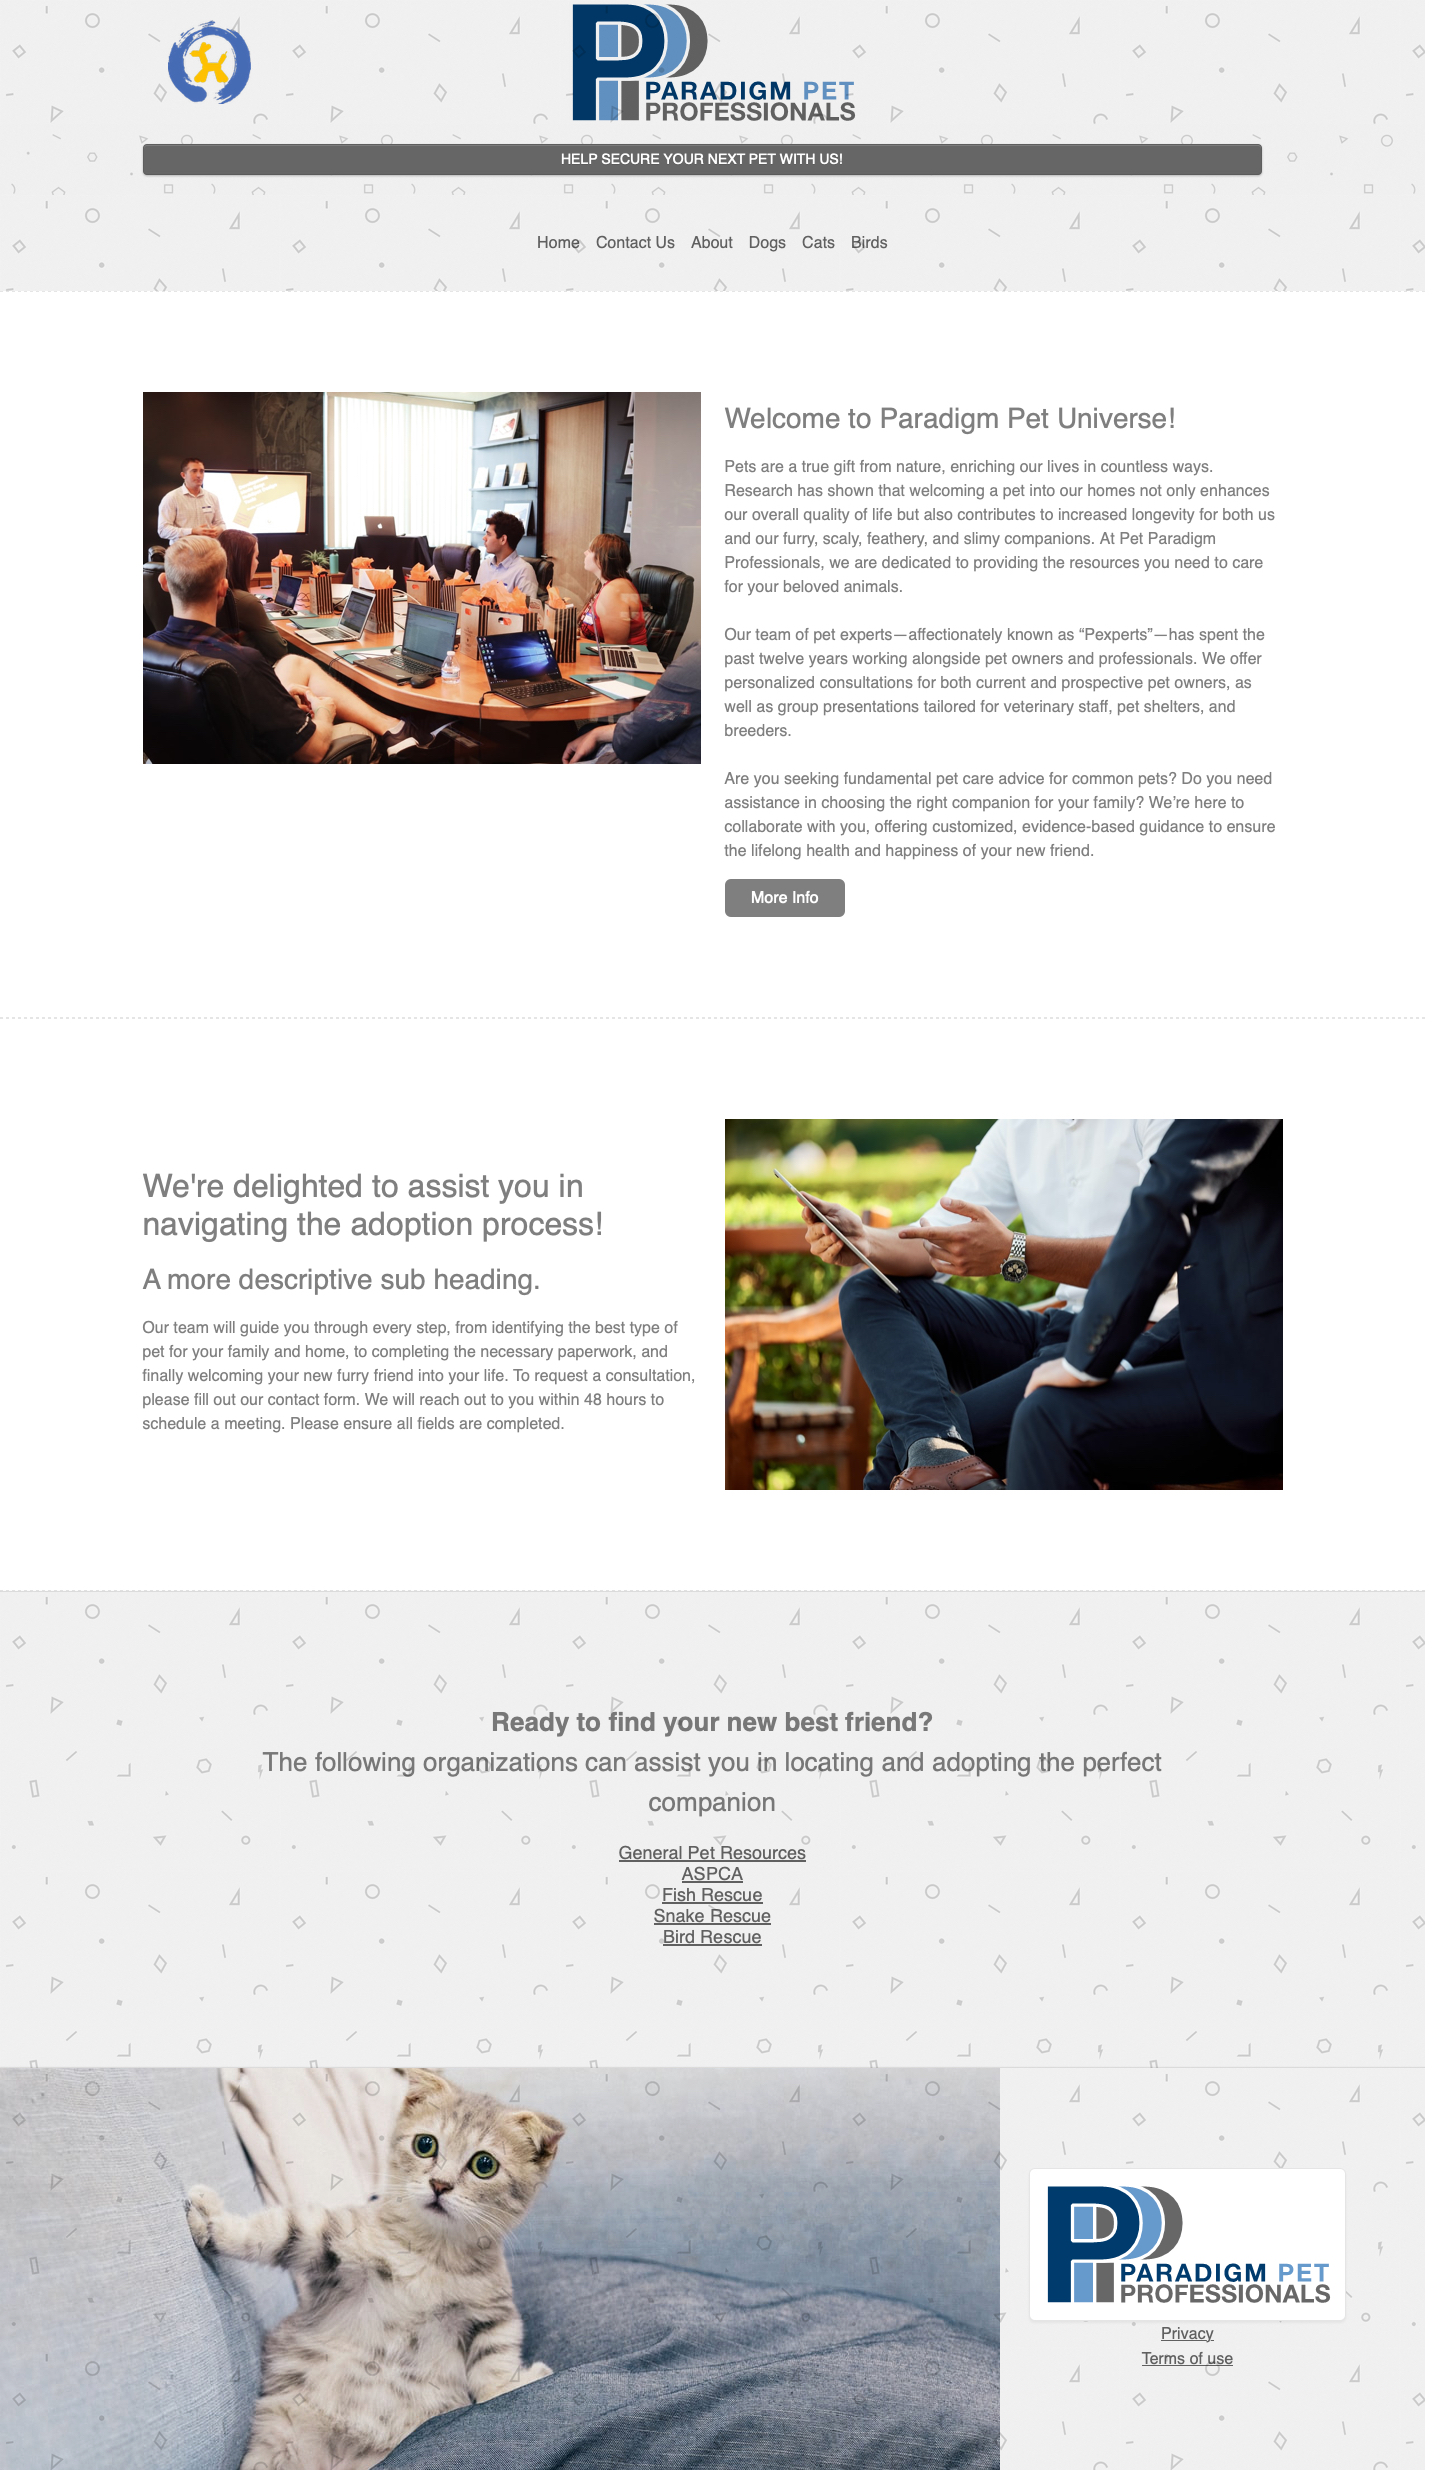 PARADIGM PET
PROFESSIONALS
HELP SECURE YOUR NEXT PET WITH US!
Home Contact Us About Dogs Cats Birds
Welcome to Paradigm Pet Universe!
Pets are a true gift from nature, enriching our lives in countless ways.
Research has shown that welcoming a pet into our homes not only enhances
our overall quality of life but also contributes to increased longevity for both us
and our furry, scaly, feathery, and slimy companions. At Pet Paradigm
Professionals, we are dedicated to providing the resources you need to care
for your beloved animals.
Our team of pet experts—affectionately known as “Pexperts”—has spent the
past twelve years working alongside pet owners and professionals. We offer
personalized consultations for both current and prospective pet owners, as
well as group presentations tailored for veterinary staff, pet shelters, and
breeders.
Are you seeking fundamental pet care advice for common pets? Do you need
assistance in choosing the right companion for your family? We’re here to
collaborate with you, offering customized, evidence-based guidance to ensure
the lifelong health and happiness of your new friend.
More Info
We're delighted to assist you in
navigating the adoption process!
A more descriptive sub heading.
Our team will guide you through every step, from identifying the best type of
pet for your family and home, to completing the necessary paperwork, and
finally welcoming your new furry friend into your life. To request a consultation,
please fill out our contact form. We will reach out to you within 48 hours to
schedule a meeting. Please ensure all fields are completed.
Ready to find your new best friend?
The following organizations can assist you in locating and adopting the perfect
companion
General Pet Resources
ASPCA
Fish Rescue
Snake Rescue
Bird Rescue
PARADIGM PET
PROFESSIONALS
Privacy
Terms of use